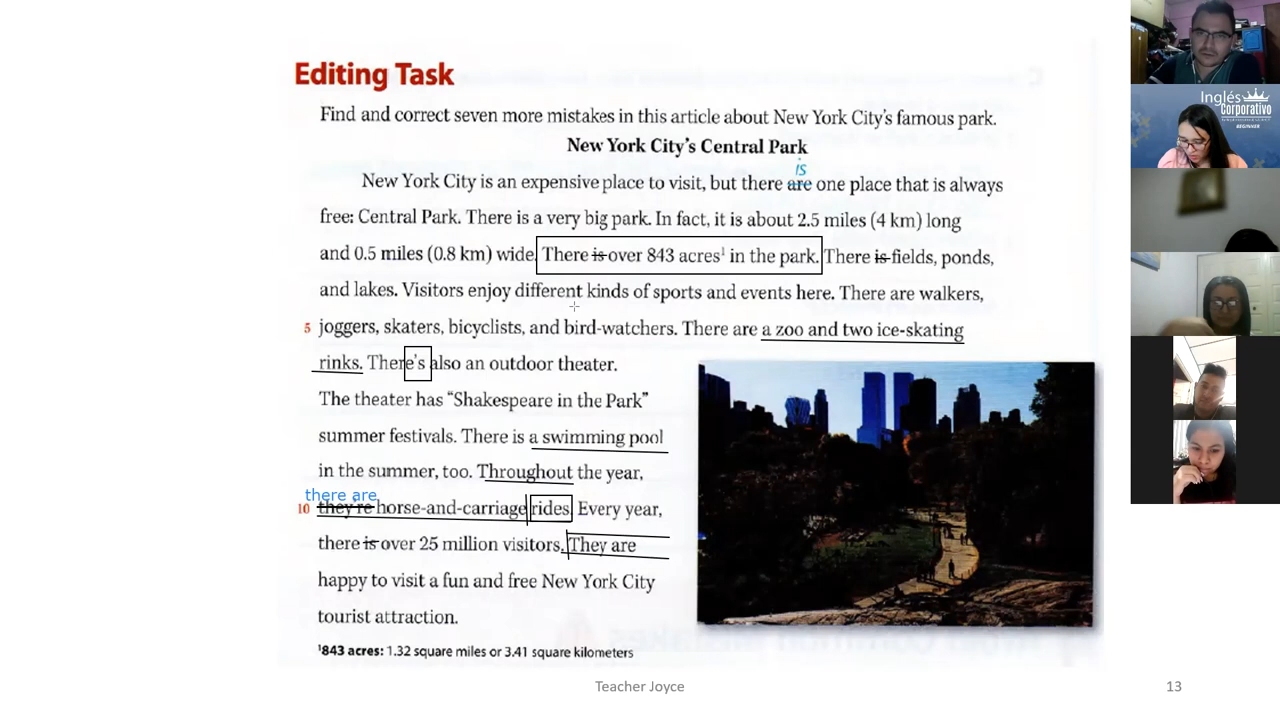 Editing Task
Find and correct seven more mistakes in this article about New York City's famous park.
New York City's Central Park
is
New York City is an expensive place to visit, but there are one place that is always
free: Central Park. There is a very big park. In fact, it is about 2.5 miles (4 km) long
and 0.5 miles (0.8 km) wide. There is over 843 acres¹ in the park. There is fields, ponds,
and lakes. Visitors enjoy different kinds of sports and events here. There are walkers,
5 joggers, skaters, bicyclists, and bird-watchers. There are a zoo and two ice-skating
rinks. There's also an outdoor theater.
The theater has “Shakespeare in the Park”
summer festivals. There is a swimming pool
in the summer, too. Throughout the year,
there are
10 they're horse-and-carriage rides. Every year,
there is over 25 million visitors. They are
happy to visit a fun and free New York City
tourist attraction.
¹843 acres: 1.32 square miles or 3.41 square kilometers
Teacher Joyce
13
Inglés
Corporativo
BEGINNER